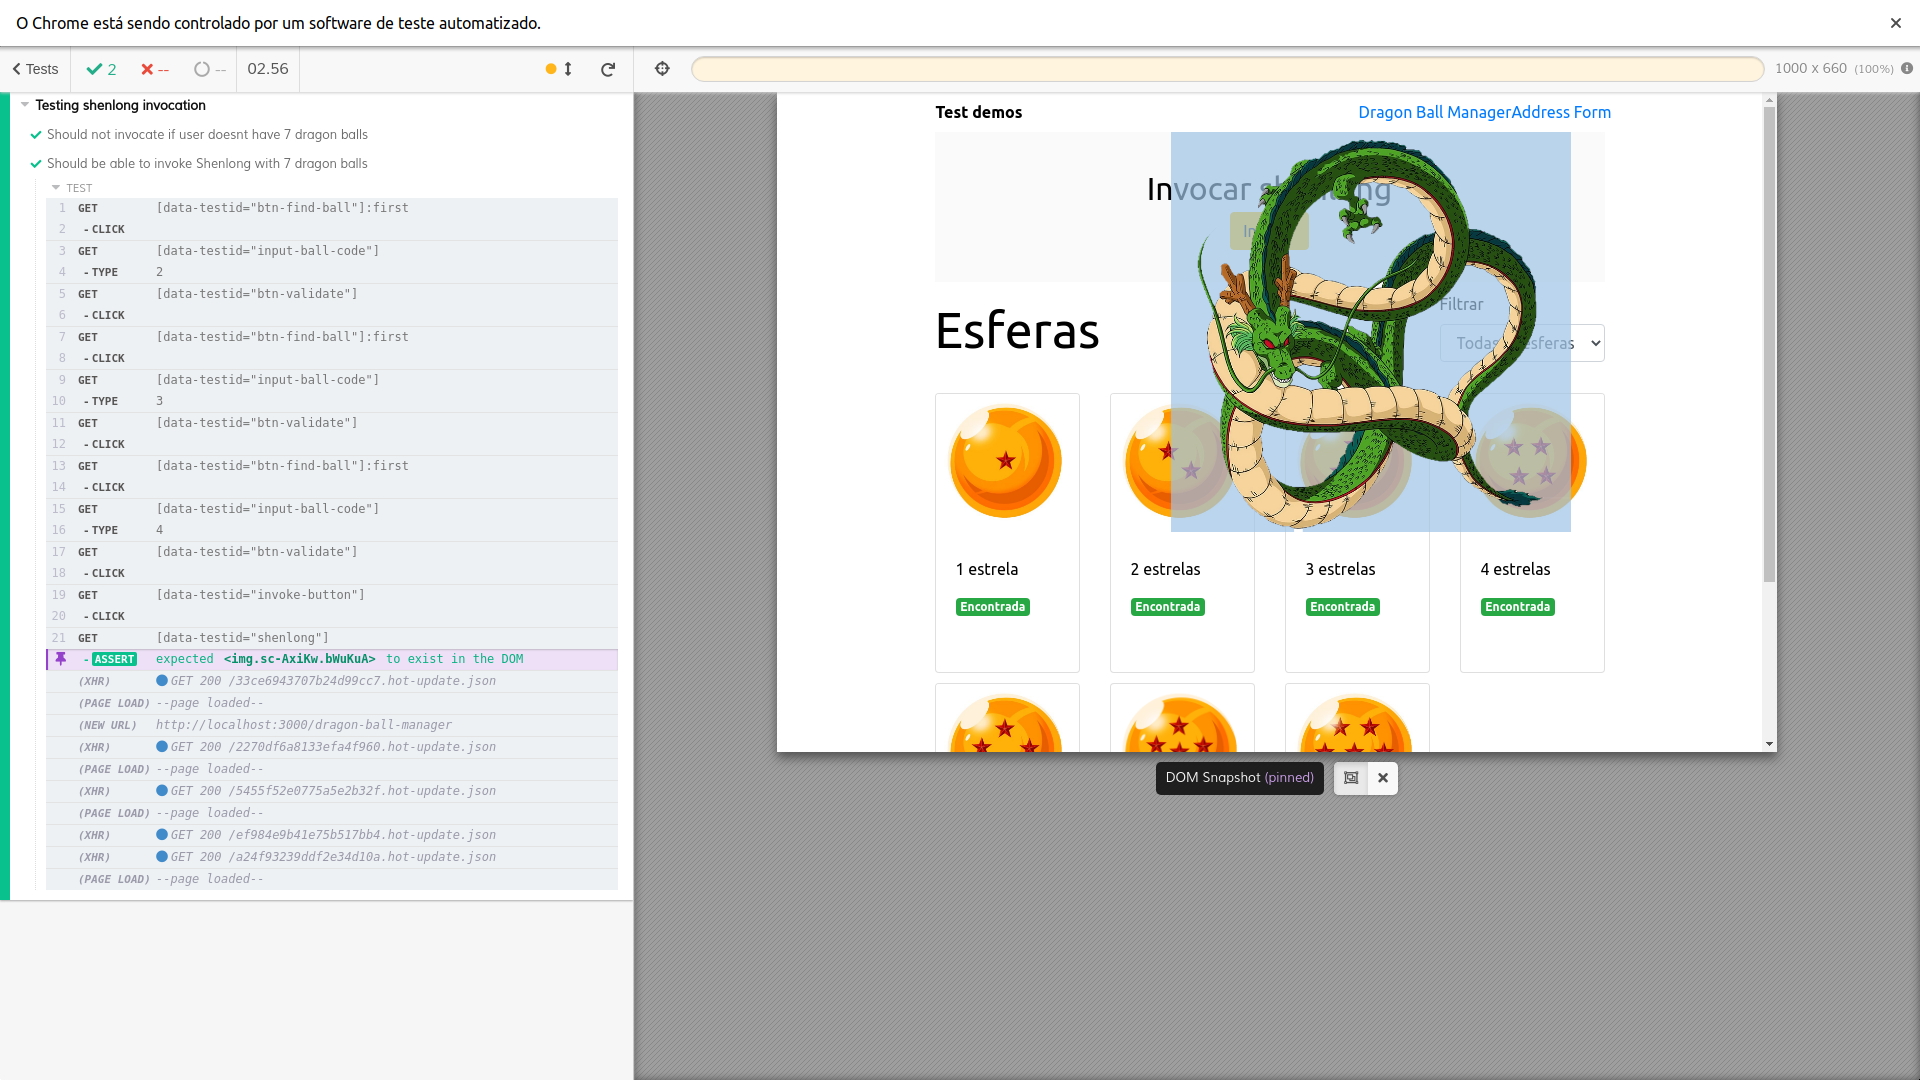 O Chrome está sendo controlado por um software de teste automatizado.
Tests
2
--
--
02.56
1000 x 660 (100%)
Testing shenlong invocation
Should not invocate if user doesnt have 7 dragon balls
Should be able to invoke Shenlong with 7 dragon balls
TEST
1 GET [data-testid="btn-find-ball"]:first
2 -CLICK
3 GET [data-testid="input-ball-code"]
4 -TYPE 2
5 GET [data-testid="btn-validate"]
6 -CLICK
7 GET [data-testid="btn-find-ball"]:first
8 -CLICK
9 GET [data-testid="input-ball-code"]
10 -TYPE 3
11 GET [data-testid="btn-validate"]
12 -CLICK
13 GET [data-testid="btn-find-ball"]:first
14 -CLICK
15 GET [data-testid="input-ball-code"]
16 -TYPE 4
17 GET [data-testid="btn-validate"]
18 -CLICK
19 GET [data-testid="invoke-button"]
20 -CLICK
21 GET [data-testid="shenlong"]
-ASSERT expected <img.sc-AxiKw.bWuKuA> to exist in the DOM
(XHR) GET 200 /33ce6943707b24d99cc7.hot-update.json
(PAGE LOAD) --page loaded--
(NEW URL) http://localhost:3000/dragon-ball-manager
(XHR) GET 200 /2270df6a8133efa4f960.hot-update.json
(PAGE LOAD) --page loaded--
(XHR) GET 200 /5455f52e0775a5e2b32f.hot-update.json
(PAGE LOAD) --page loaded--
(XHR) GET 200 /ef984e9b41e75b517bb4.hot-update.json
(XHR) GET 200 /a24f93239ddf2e34d10a.hot-update.json
(PAGE LOAD) --page loaded--
Test demos
Dragon Ball ManagerAddress Form
Invocar
Filtrar
Esferas
Todas esferas
1 estrela
2 estrelas
3 estrelas
4 estrelas
Encontrada
Encontrada
Encontrada
Encontrada
DOM Snapshot (pinned)